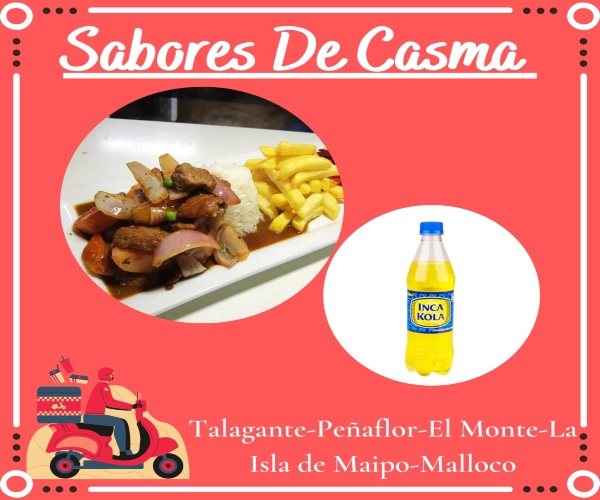 Sabores De Casma
INCA
KOLA
Talagante-Peñaflor-El Monte-La
Isla de Maipo-Malloco